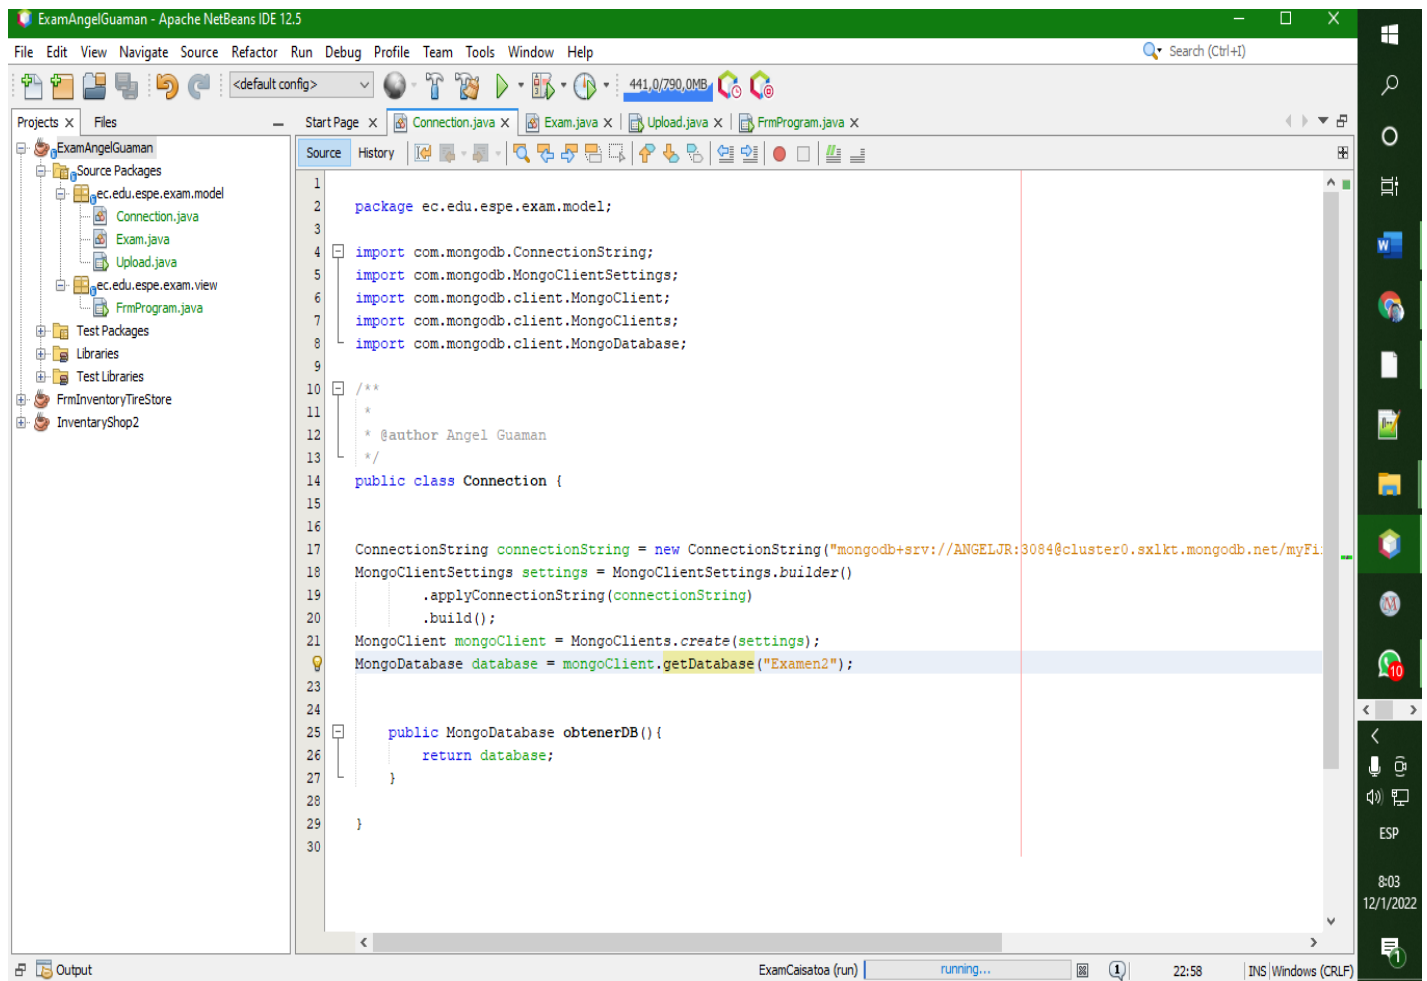 ExamAngelGuaman - Apache NetBeans IDE 12.5
File Edit View Navigate Source Refactor Run Debug Profile Team Tools Window Help
Search (Ctrl+I)
<default config>
441,0/790,0MB
Projects X Files
Start Page X Connection.java X Exam.java X Upload.java X FrmProgram.java X
ExamAngelGuaman
Source Packages
ec.edu.espe.exam.model
Connection.java
Exam.java
Upload.java
ec.edu.espe.exam.view
FrmProgram.java
Test Packages
Libraries
Test Libraries
FrmInventoryTireStore
InventaryShop2
Source History
1
2 package ec.edu.espe.exam.model;
3
4 import com.mongodb.ConnectionString;
5 import com.mongodb.MongoClientSettings;
6 import com.mongodb.client.MongoClient;
7 import com.mongodb.client.MongoClients;
8 import com.mongodb.client.MongoDatabase;
9
10 /**
11 *
12 * @author Angel Guaman
13 */
14 public class Connection {
15
16
17 ConnectionString connectionString = new ConnectionString("mongodb+srv://ANGELJR:3084@cluster0.sxlkt.mongodb.net/myFi
18 MongoClientSettings settings = MongoClientSettings.builder()
19 .applyConnectionString(connectionString)
20 .build();
21 MongoClient mongoClient = MongoClients.create(settings);
MongoDatabase database = mongoClient.getDatabase("Examen2");
23
24
25 public MongoDatabase obtenerDB(){
26 return database;
27 }
28
29 }
30
Output
ExamCaisatoa (run) running...
1
22:58
INS Windows (CRLF)
W
10
ESP
8:03
12/1/2022
1